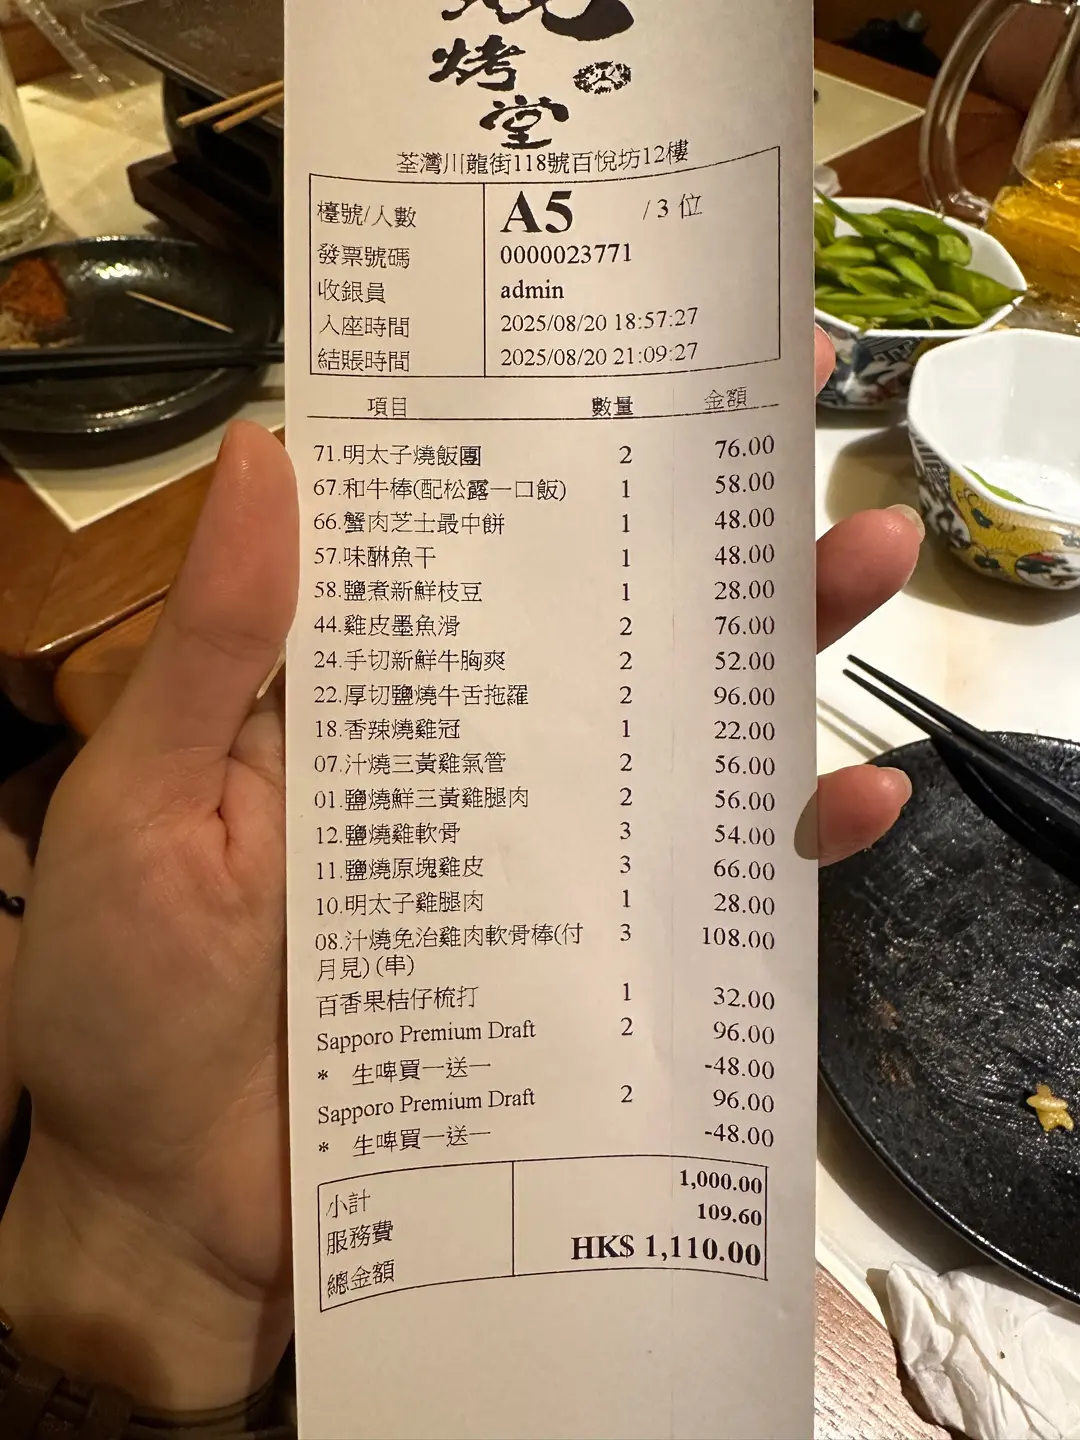 燒
烤
堂
荃灣川龍街118號百悅坊12樓
檯號/人數 A5 / 3 位
發票號碼 0000023771
收銀員 admin
入座時間 2025/08/20 18:57:27
結賬時間 2025/08/20 21:09:27
項目 數量 金額
71.明太子燒飯團 2 76.00
67.和牛棒(配松露一口飯) 1 58.00
66.蟹肉芝士最中餅 1 48.00
57.味醂魚干 1 48.00
58.鹽煮新鮮枝豆 1 28.00
44.雞皮墨魚滑 2 76.00
24.手切新鮮牛胸爽 2 52.00
22.厚切鹽燒牛舌拖羅 2 96.00
18.香辣燒雞冠 1 22.00
07.汁燒三黃雞氣管 2 56.00
01.鹽燒鮮三黃雞腿肉 2 56.00
12.鹽燒雞軟骨 3 54.00
11.鹽燒原塊雞皮 3 66.00
10.明太子雞腿肉 1 28.00
08.汁燒免治雞肉軟骨棒(付 3 108.00
月見) (串)
百香果桔仔梳打 1 32.00
Sapporo Premium Draft 2 96.00
* 生啤買一送一 -48.00
Sapporo Premium Draft 2 96.00
* 生啤買一送一 -48.00
小計 1,000.00
服務費 109.60
總金額 HK$ 1,110.00